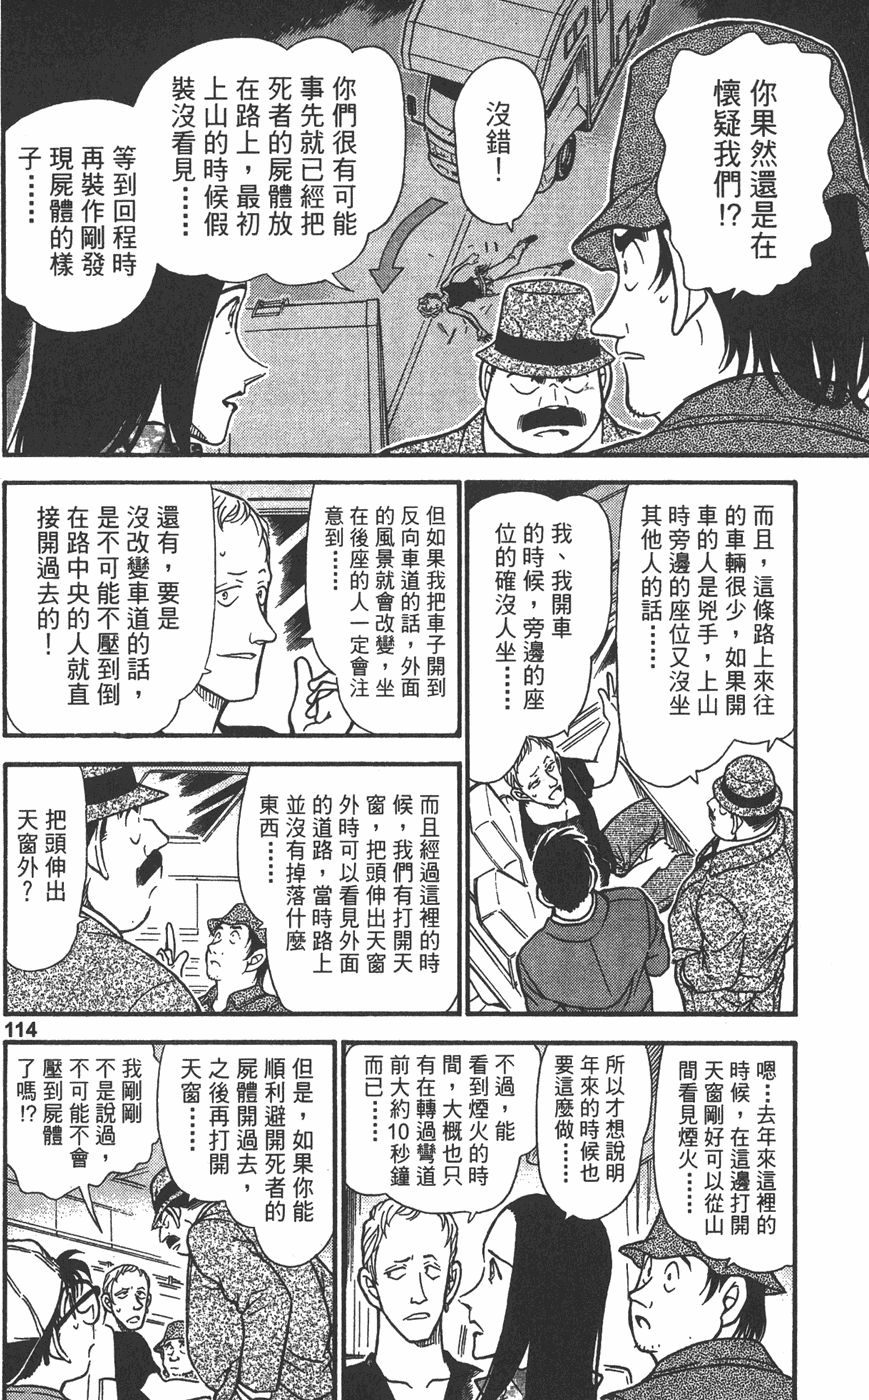 你果然還是在
懷疑我們!?
沒錯!
你們很有可能
事先就已經把
死者的屍體放
在路上,最初
上山的時候假
裝沒看見……
等到回程時
再裝作剛發
現屍體的樣
子……
而且,這條路上來往
的車輛很少,如果開
車的人是兇手,上山
時旁邊的座位又沒坐
其他人的話……
我、我開車
的時候,旁邊的座
位的確沒人坐……
但如果我把車子開到
反向車道的話,外面
的風景就會改變,坐
在後座的人一定會注
意到……
還有,要是
沒改變車道的話,
是不可能不壓到倒
在路中央的人就直
接開過去的!
而且經過這裡的時
候,我們有打開天
窗,把頭伸出天窗
外時可以看見外面
的道路,當時路上
並沒有掉落什麼
東西……
把頭伸出
天窗外?
114
嗯…去年來這裡的
時候,在這邊打開
天窗剛好可以從山
間看見煙火……
所以才想說明
年來的時候也
要這麼做……
不過,能
看到煙火的時
間,大概也只
有在轉過彎道
前大約10秒鐘
而已……
但是,如果你能
順利避開死者的
屍體開過去,
之後再打開
天窗……
我剛剛
不是說過,
不可能不會
壓到屍體
了嗎!?